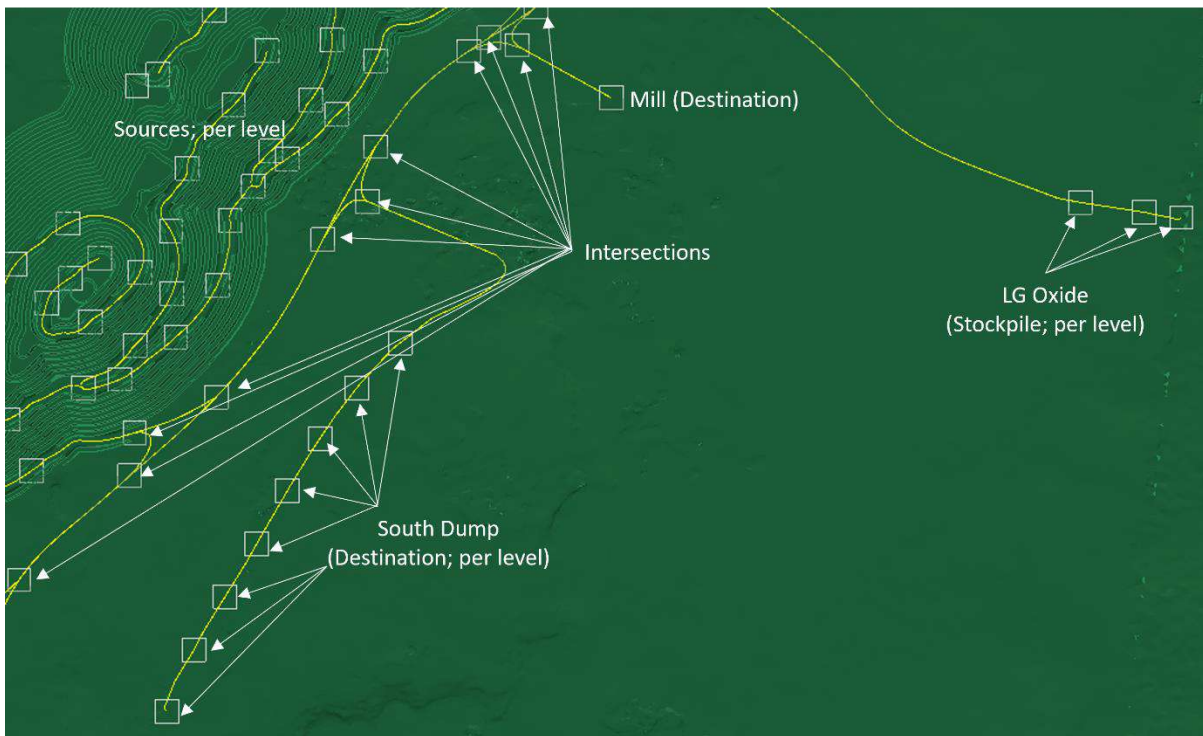 Mill (Destination)
Sources; per level
Intersections
LG Oxide
(Stockpile; per level)
South Dump
(Destination; per level)